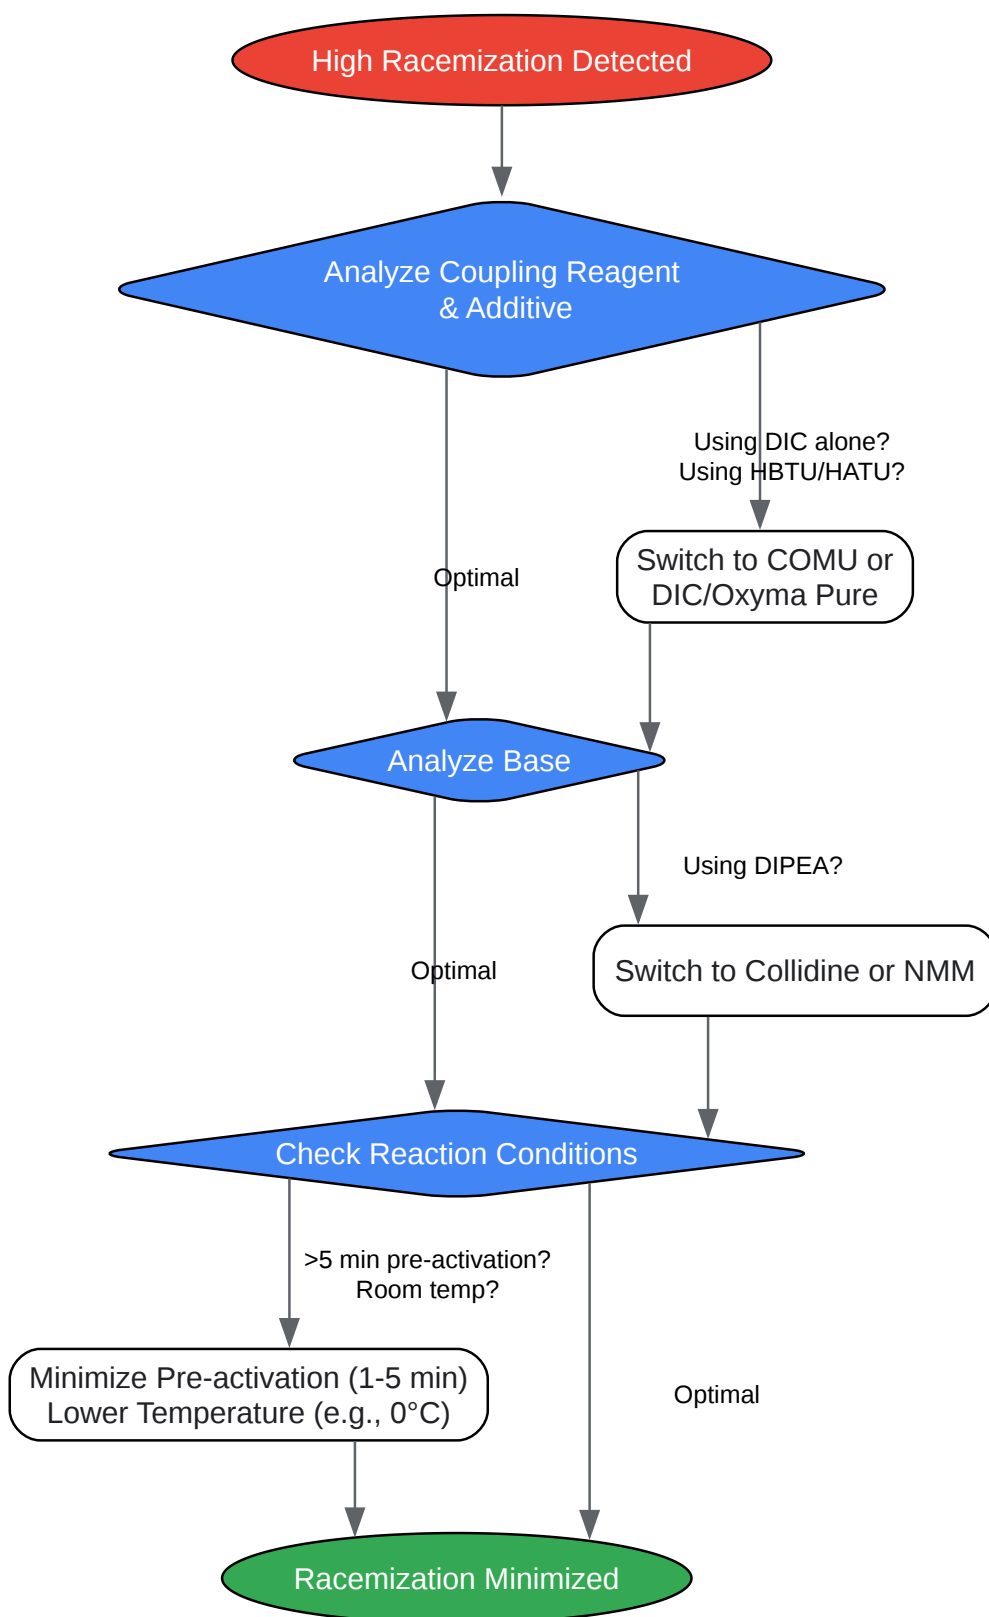 High Racemization Detected
Analyze Coupling Reagent
& Additive
Using DIC alone?
Using HBTU/HATU?
Switch to COMU or
DIC/Oxyma Pure
Optimal
Analyze Base
Using DIPEA?
Switch to Collidine or NMM
Optimal
Check Reaction Conditions
>5 min pre-activation?
Room temp?
Minimize Pre-activation (1-5 min)
Lower Temperature (e.g., 0°C)
Optimal
Racemization Minimized